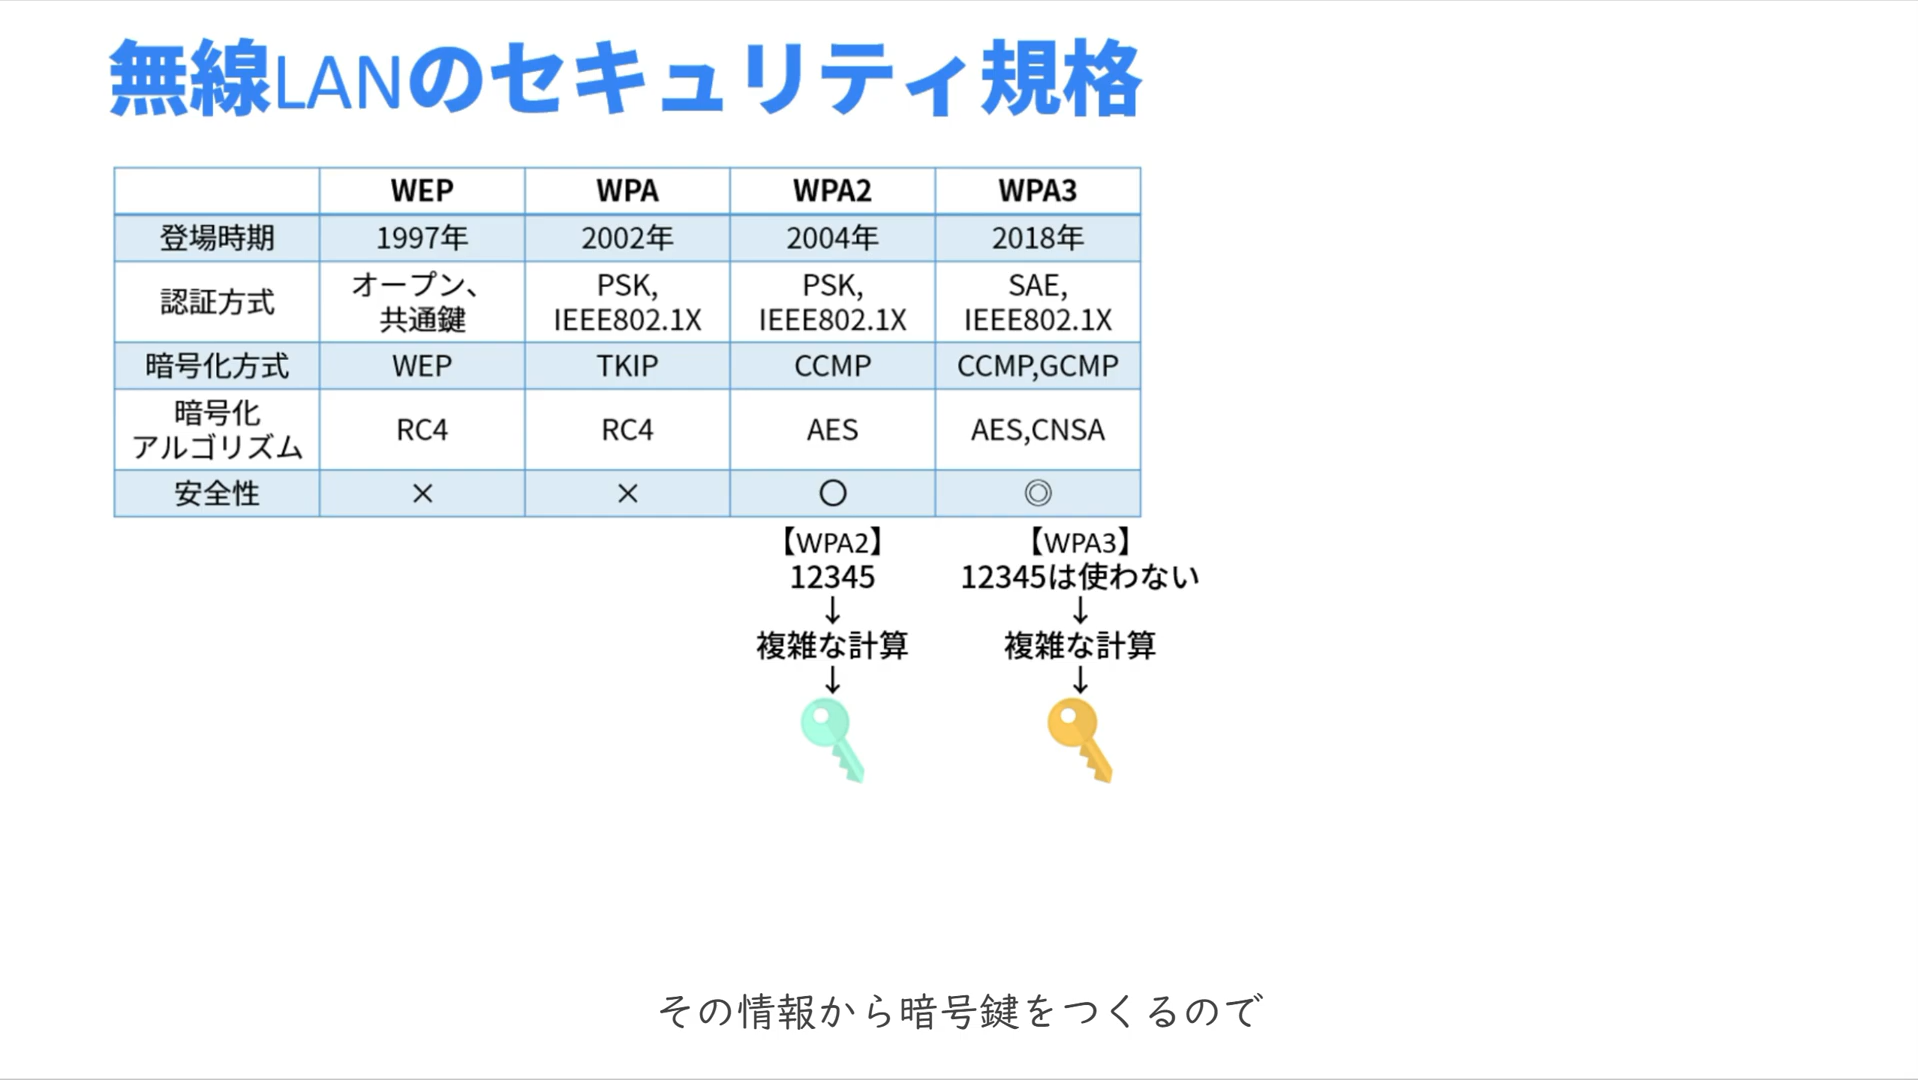 無線LANのセキュリティ規格
WEP WPA WPA2 WPA3
登場時期 1997年 2002年 2004年 2018年
認証方式 オープン、共通鍵 PSK,IEEE802.1X PSK,IEEE802.1X SAE,IEEE802.1X
暗号化方式 WEP TKIP CCMP CCMP,GCMP
暗号化アルゴリズム RC4 RC4 AES AES,CNSA
安全性 × × 〇 ◎
【WPA2】
12345
↓
複雑な計算
↓
【WPA3】
12345は使わない
↓
複雑な計算
↓
その情報から暗号鍵をつくるので